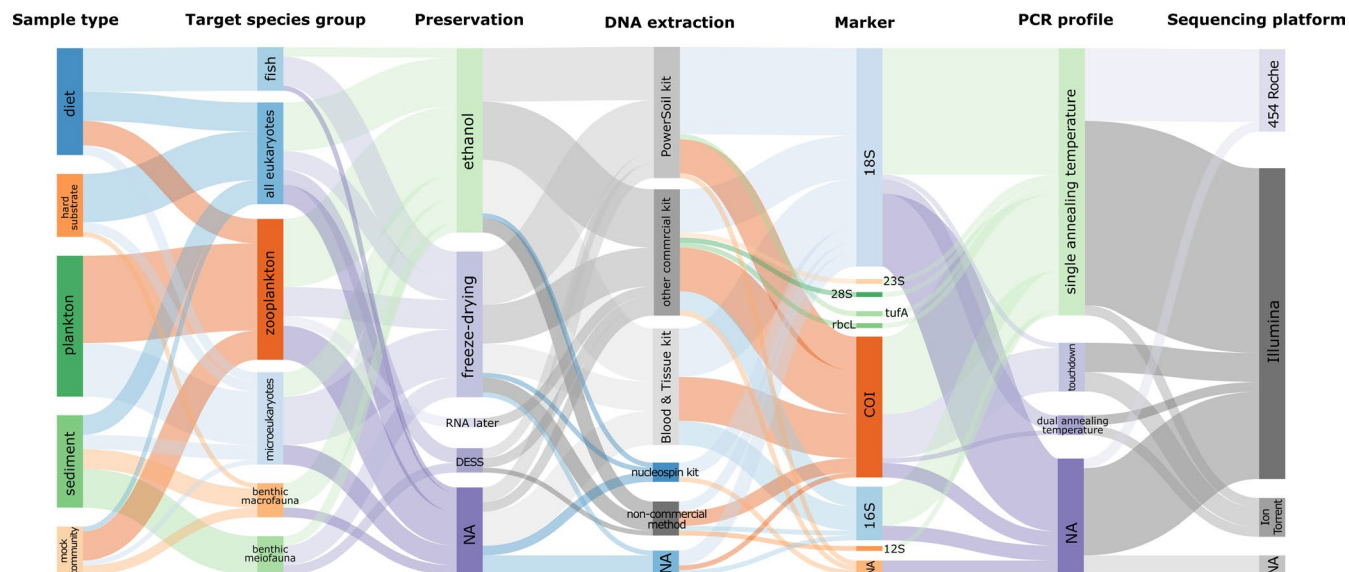 Sample type
Target species group
Preservation
DNA extraction
Marker
PCR profile
Sequencing platform
diet
hard
substrate
plankton
sediment
mock
community
fish
all eukaryotes
zooplankton
microeukaryotes
benthic
macrofauna
benthic
meiofauna
ethanol
freeze-drying
RNA later
DESS
NA
PowerSoil kit
other commrcial kit
Blood & Tissue kit
nucleospin kit
non-commercial
method
NA
18S
23S
28S
tufA
rbcL
COI
16S
12S
NA
single annealing temperature
touchdown
dual annealing
temperature
NA
454 Roche
Illumina
Ion
Torrent
NA